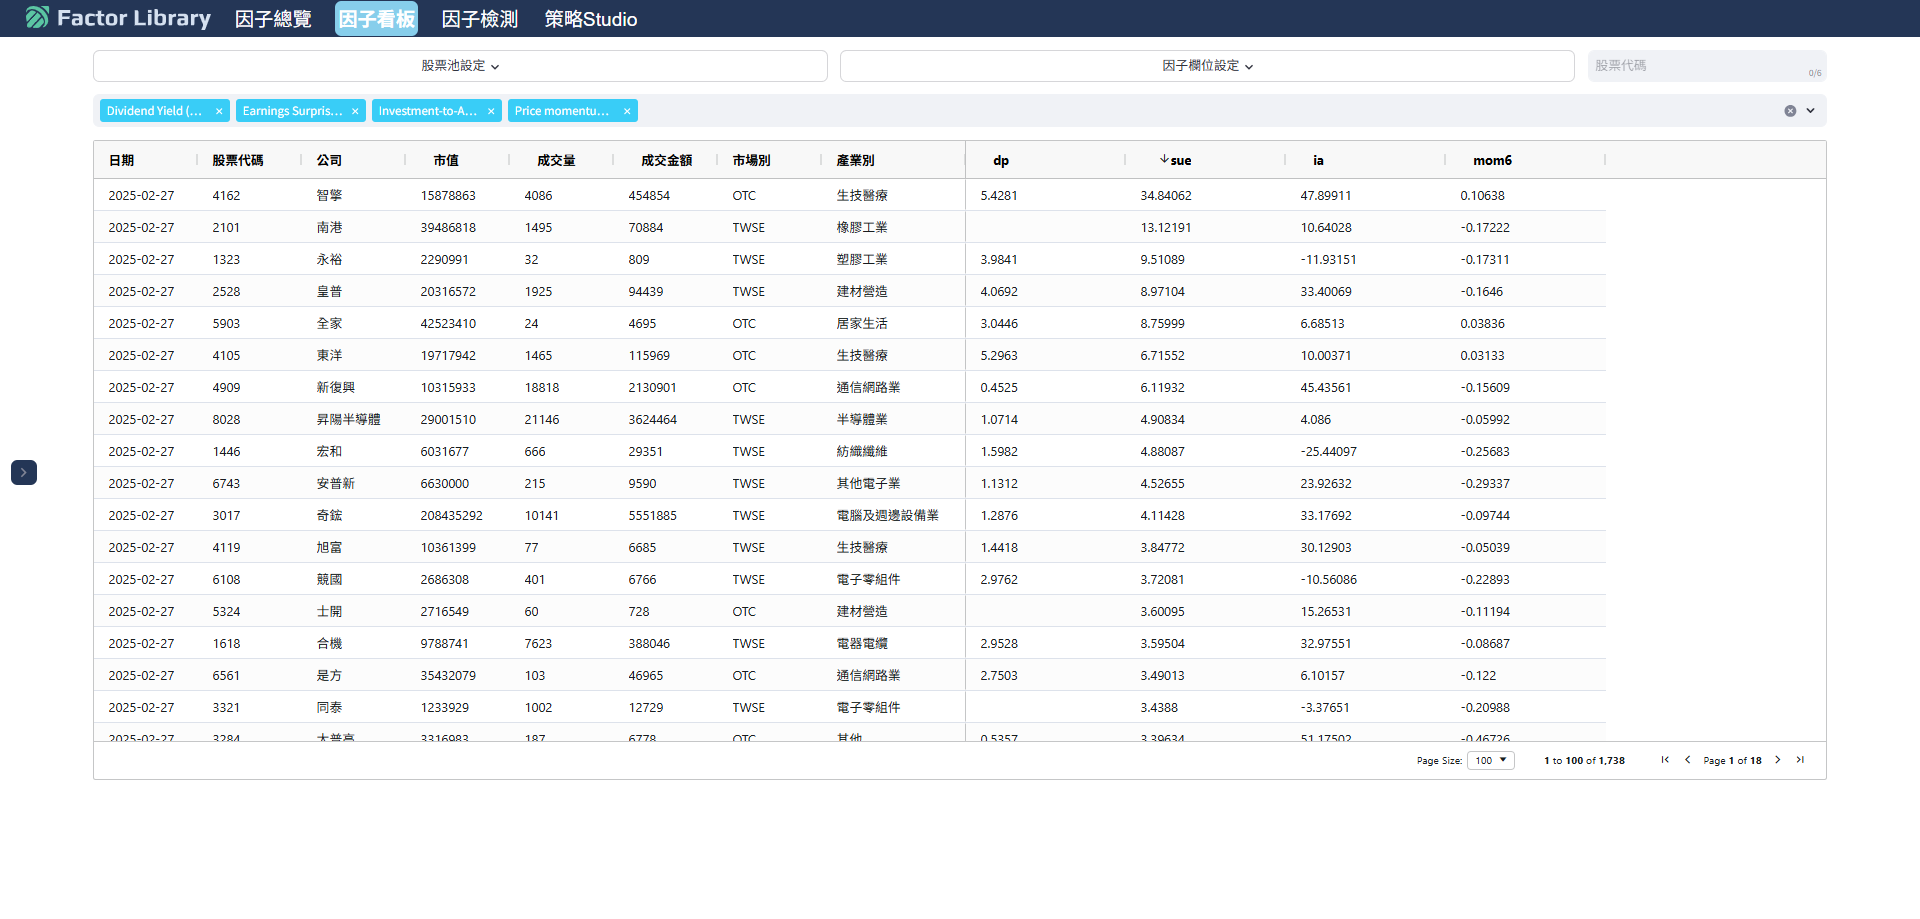 Factor Library 因子總覽 因子看板 因子檢測 策略Studio
股票池設定 因子欄位設定 股票代碼 0/6
Dividend Yield (... × Earnings Surpris... × Investment-to-A... × Price momentu... ×
日期 股票代碼 公司 市值 成交量 成交金額 市場別 產業別 dp ↓sue ia mom6
2025-02-27 4162 智擎 15878863 4086 454854 OTC 生技醫療 5.4281 34.84062 47.89911 0.10638
2025-02-27 2101 南港 39486818 1495 70884 TWSE 橡膠工業 13.12191 10.64028 -0.17222
2025-02-27 1323 永裕 2290991 32 809 TWSE 塑膠工業 3.9841 9.51089 -11.93151 -0.17311
2025-02-27 2528 皇普 20316572 1925 94439 TWSE 建材營造 4.0692 8.97104 33.40069 -0.1646
2025-02-27 5903 全家 42523410 24 4695 OTC 居家生活 3.0446 8.75999 6.68513 0.03836
2025-02-27 4105 東洋 19717942 1465 115969 OTC 生技醫療 5.2963 6.71552 10.00371 0.03133
2025-02-27 4909 新復興 10315933 18818 2130901 OTC 通信網路業 0.4525 6.11932 45.43561 -0.15609
2025-02-27 8028 昇陽半導體 29001510 21146 3624464 TWSE 半導體業 1.0714 4.90834 4.086 -0.05992
2025-02-27 1446 宏和 6031677 666 29351 TWSE 紡織纖維 1.5982 4.88087 -25.44097 -0.25683
2025-02-27 6743 安普新 6630000 215 9590 TWSE 其他電子業 1.1312 4.52655 23.92632 -0.29337
2025-02-27 3017 奇鋐 208435292 10141 5551885 TWSE 電腦及週邊設備業 1.2876 4.11428 33.17692 -0.09744
2025-02-27 4119 旭富 10361399 77 6685 TWSE 生技醫療 1.4418 3.84772 30.12903 -0.05039
2025-02-27 6108 競國 2686308 401 6766 TWSE 電子零組件 2.9762 3.72081 -10.56086 -0.22893
2025-02-27 5324 士開 2716549 60 728 OTC 建材營造 3.60095 15.26531 -0.11194
2025-02-27 1618 合機 9788741 7623 388046 TWSE 電器電纜 2.9528 3.59504 32.97551 -0.08687
2025-02-27 6561 是方 35432079 103 46965 OTC 通信網路業 2.7503 3.49013 6.10157 -0.122
2025-02-27 3321 同泰 1233929 1002 12729 TWSE 電子零組件 3.4388 -3.37651 -0.20988
2025-02-27 3284 太普高 3316983 187 6778 OTC 其他 0.5357 3.39634 51.17502 -0.46726
Page Size: 100 1 to 100 of 1,738 Page 1 of 18